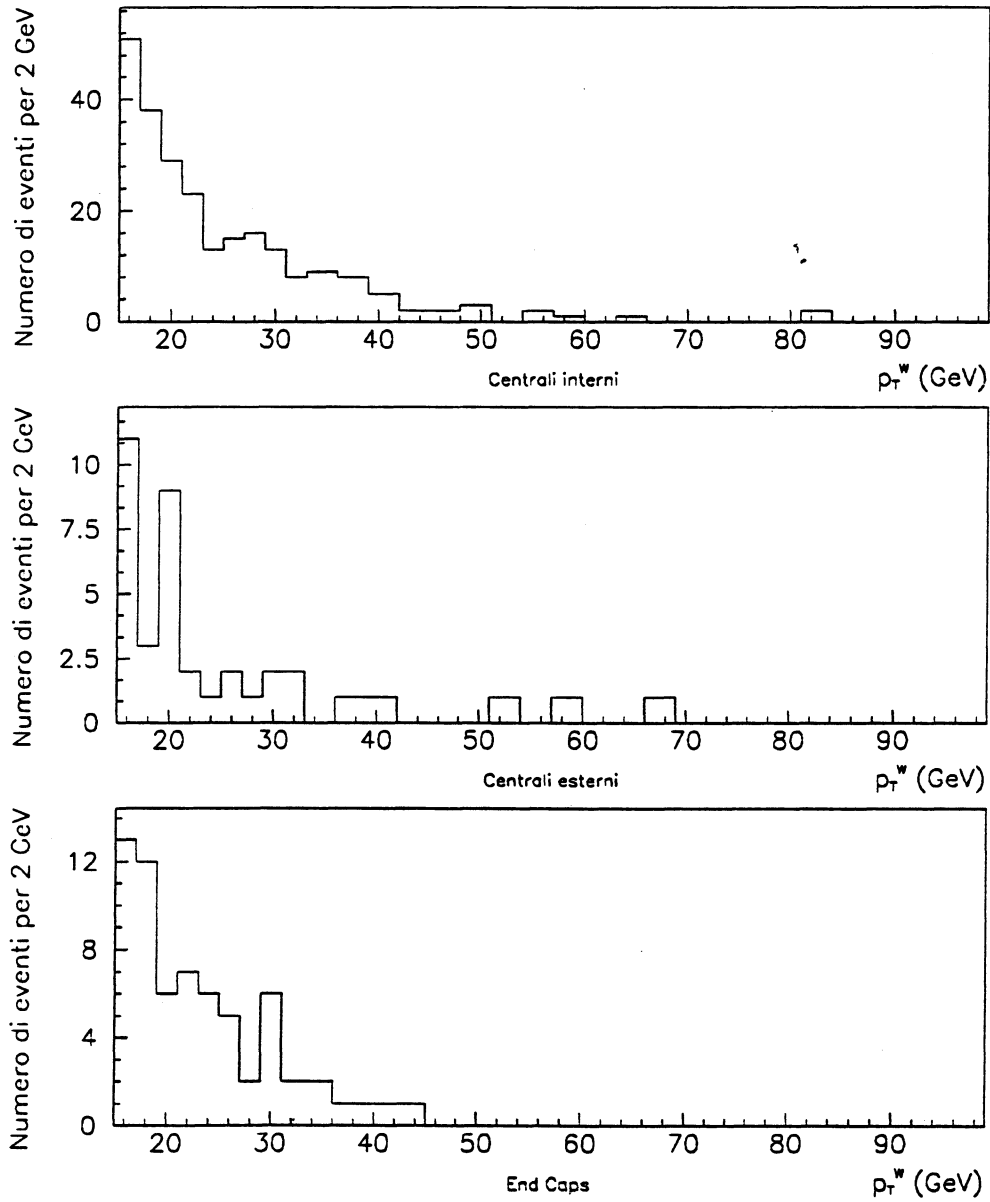 Numero di eventi per 2 GeV
40
20
0
20 30 40 50 60 70 80 90
Centrali interni
p_T^W (GeV)
Numero di eventi per 2 GeV
10
7.5
5
2.5
0
20 30 40 50 60 70 80 90
Centrali esterni
p_T^W (GeV)
Numero di eventi per 2 GeV
12
8
4
0
20 30 40 50 60 70 80 90
End Caps
p_T^W (GeV)